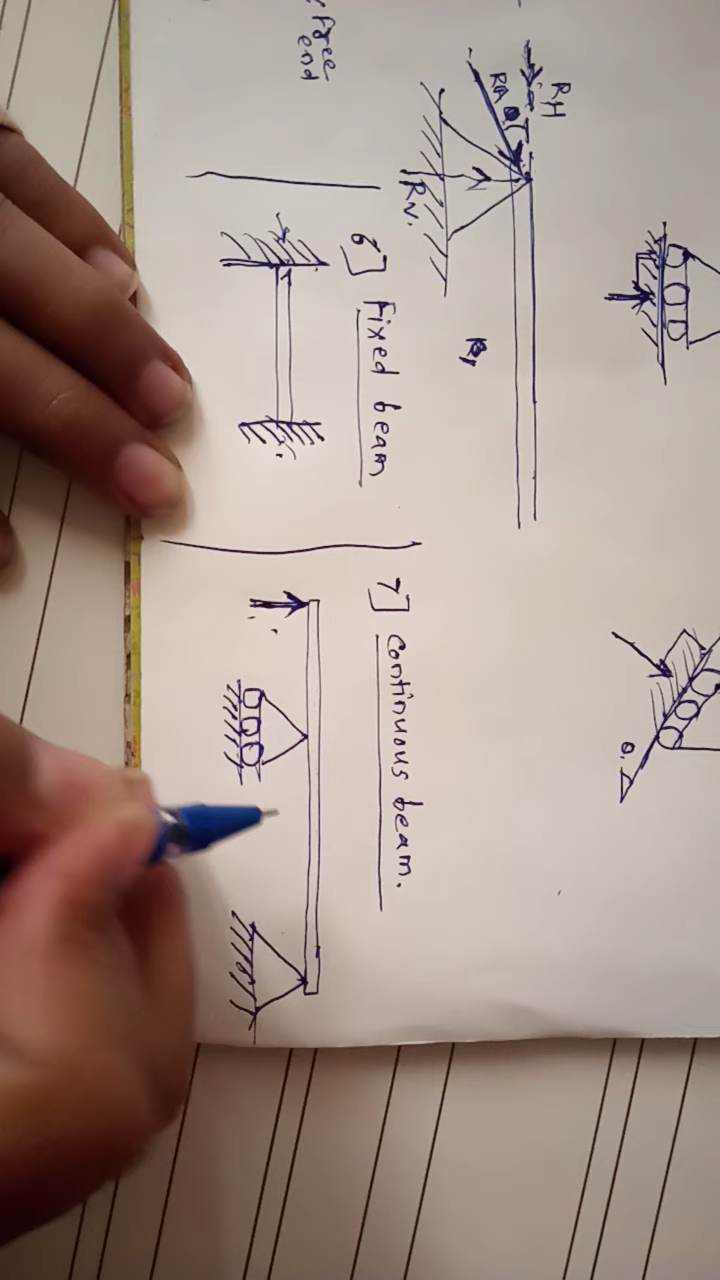 free
end
RH
RA θ
RV.
6] Fixed beam
7] Continuous beam.
θ.